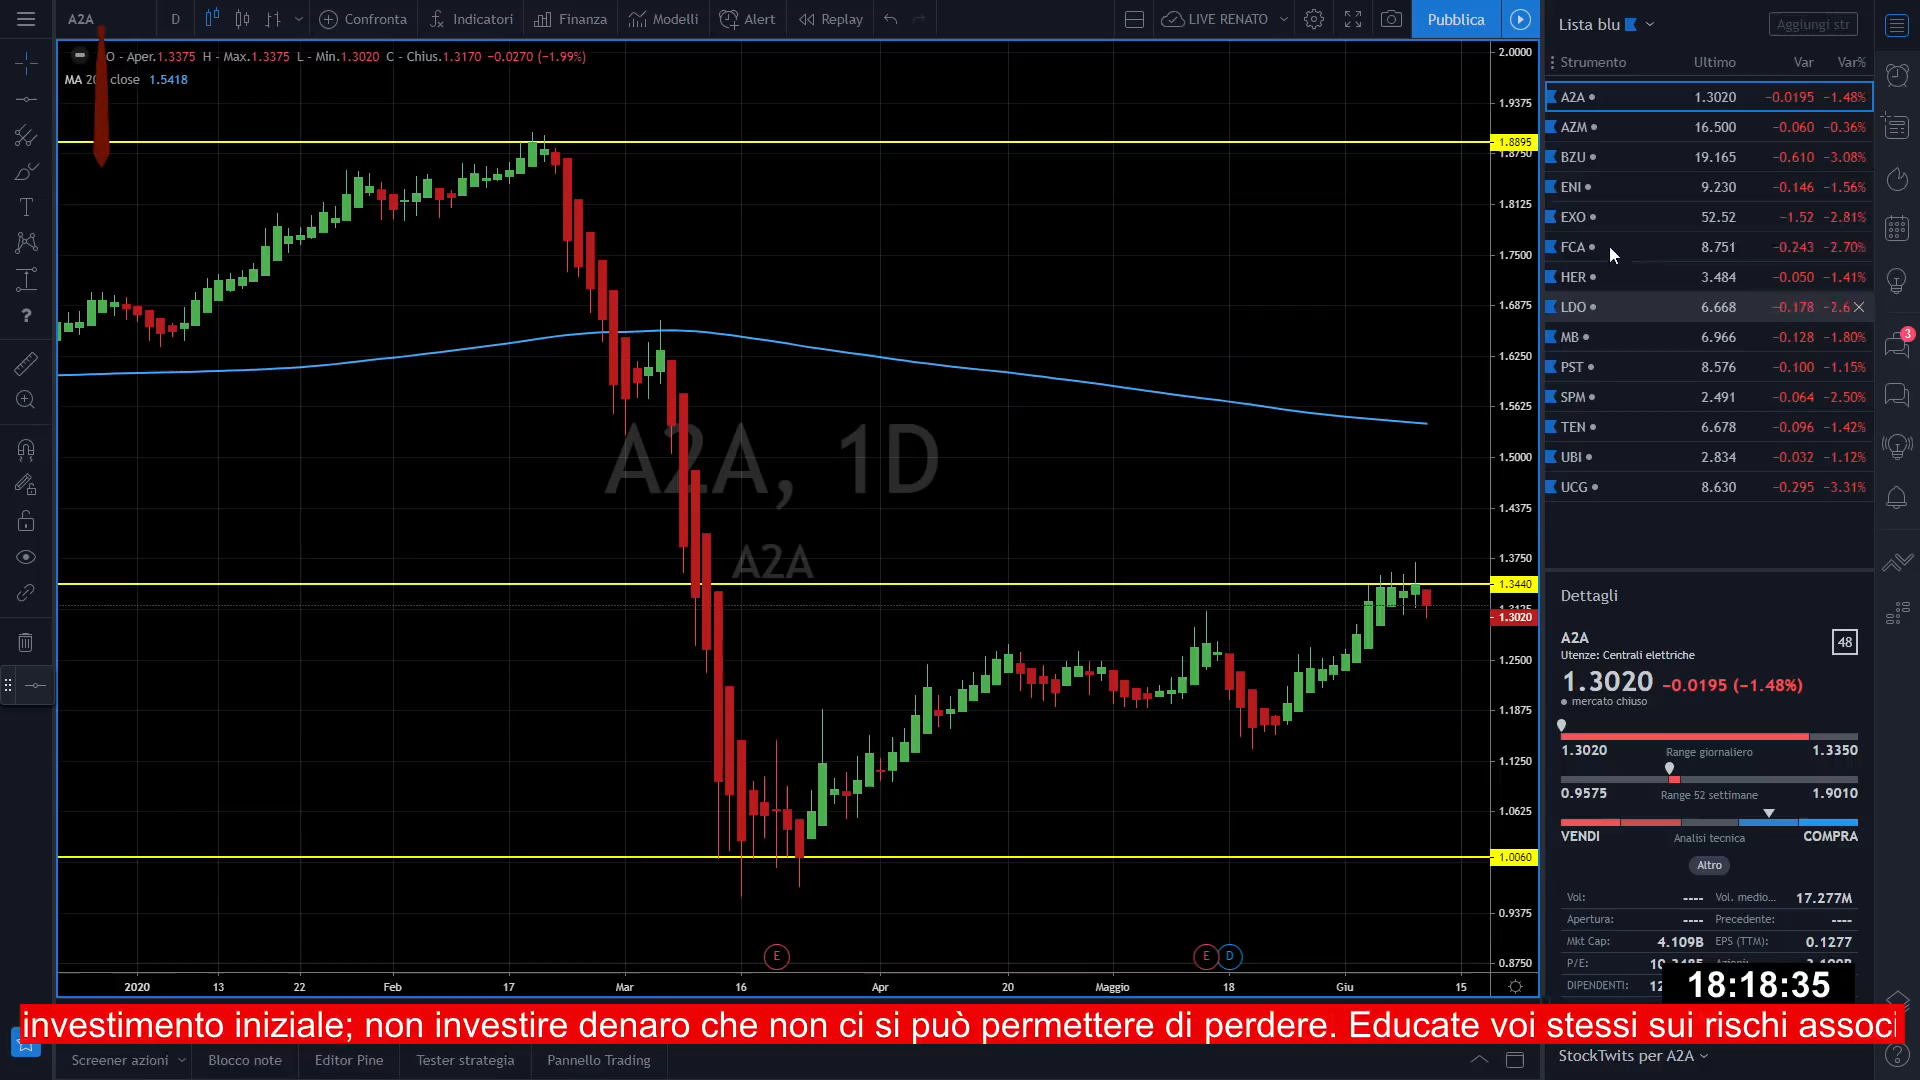 A2A
D
Confronta
Indicatori
Finanza
Modelli
Alert
Replay
LIVE RENATO
Pubblica
Lista blu
Aggiungi str
O - Aper.1.3375 H - Max.1.3375 L - Min.1.3020 C - Chius.1.3170 −0.0270 (−1.99%)
MA 20 close 1.5418
Strumento Ultimo Var Var%
A2A 1.3020 −0.0195 −1.48%
AZM 16.500 −0.060 −0.36%
BZU 19.165 −0.610 −3.08%
ENI 9.230 −0.146 −1.56%
EXO 52.52 −1.52 −2.81%
FCA 8.751 −0.243 −2.70%
HER 3.484 −0.050 −1.41%
LDO 6.668 −0.178 −2.6
MB 6.966 −0.128 −1.80%
PST 8.576 −0.100 −1.15%
SPM 2.491 −0.064 −2.50%
TEN 6.678 −0.096 −1.42%
UBI 2.834 −0.032 −1.12%
UCG 8.630 −0.295 −3.31%
3
2.0000
1.9375
1.8895
1.8750
1.8125
1.7500
1.6875
1.6250
1.5625
1.5000
1.4375
1.3750
1.3440
1.3125
1.3020
1.2500
1.1875
1.1250
1.0625
1.0060
0.9375
0.8750
A2A, 1D
A2A
E
E D
2020 13 22 Feb 17 Mar 16 Apr 20 Maggio 18 Giu 15
Dettagli
A2A
48
Utenze: Centrali elettriche
1.3020 −0.0195 (−1.48%)
mercato chiuso
1.3020 Range giornaliero 1.3350
0.9575 Range 52 settimane 1.9010
VENDI Analisi tecnica COMPRA
Altro
Vol: ---- Vol. medio... 17.277M
Apertura: ---- Precedente: ----
Mkt Cap: 4.109B EPS (TTM): 0.1277
P/E:
DIPENDENTI: 12
18:18:35
investimento iniziale; non investire denaro che non ci si può permettere di perdere. Educate voi stessi sui rischi associ
Screener azioni
Blocco note
Editor Pine
Tester strategia
Pannello Trading
StockTwits per A2A